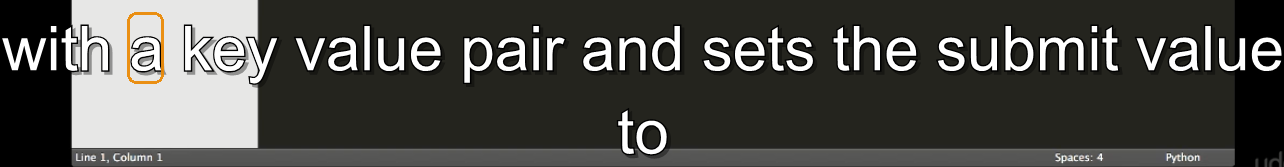 with a key value pair and sets the submit value
to
Line 1, Column 1
Spaces: 4
Python